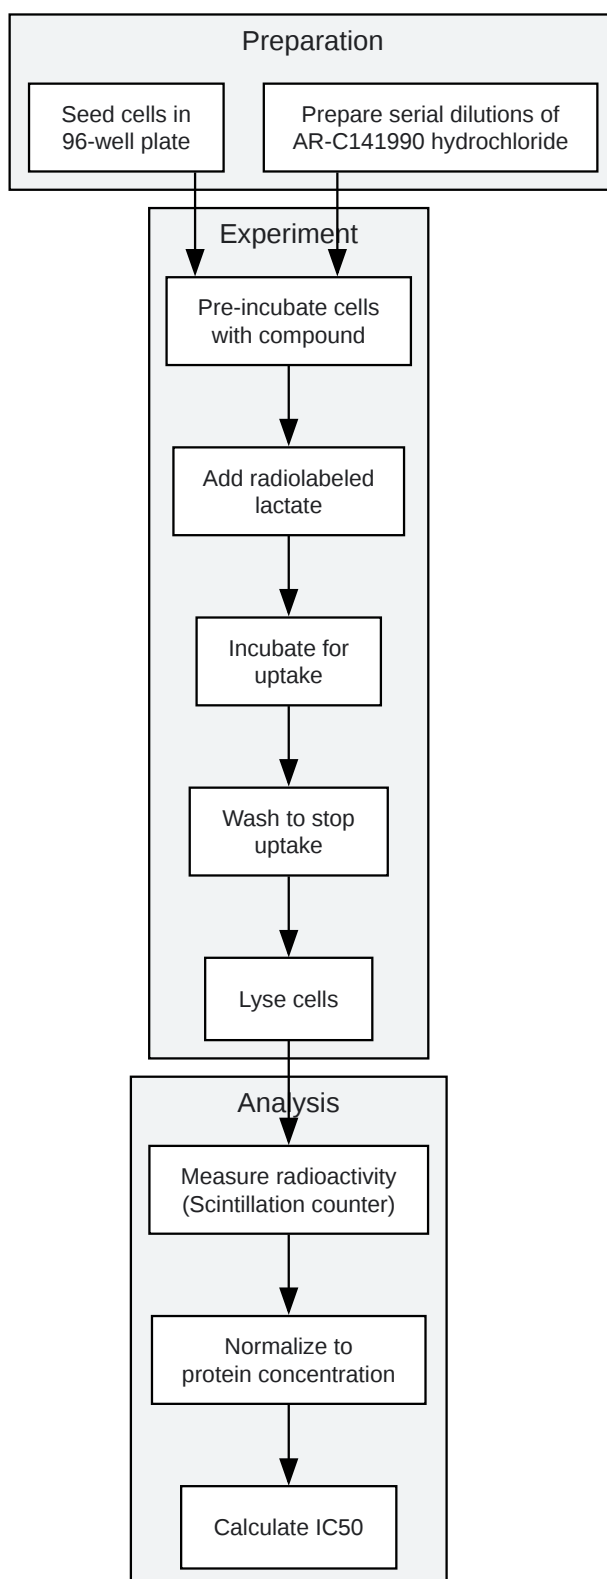 Preparation
Seed cells in
96-well plate
Prepare serial dilutions of
AR-C141990 hydrochloride
Experiment
Pre-incubate cells
with compound
Add radiolabeled
lactate
Incubate for
uptake
Wash to stop
uptake
Lyse cells
Analysis
Measure radioactivity
(Scintillation counter)
Normalize to
protein concentration
Calculate IC50